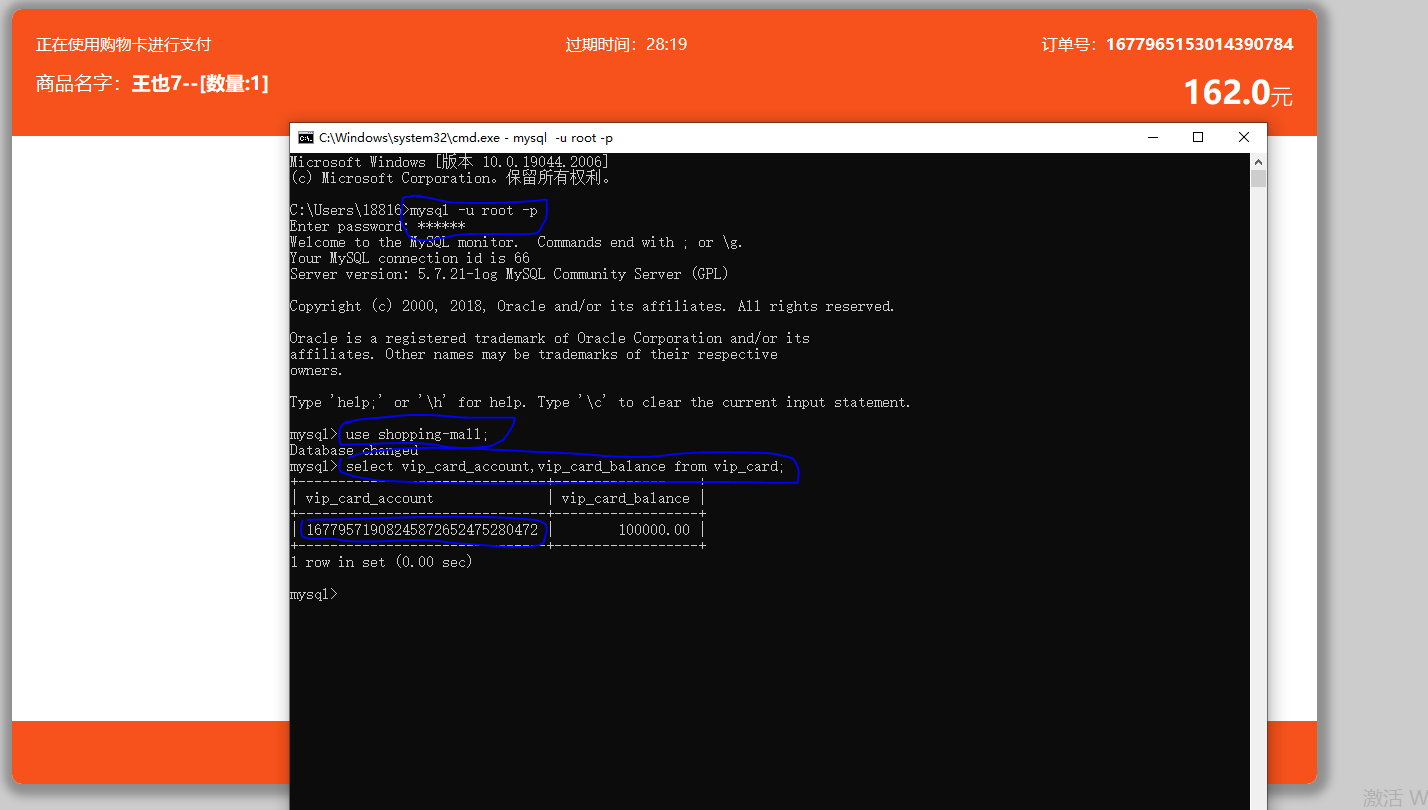 正在使用购物卡进行支付
过期时间：28:19
订单号：1677965153014390784
商品名字：王也7--[数量:1]
162.0元
C:\Windows\system32\cmd.exe - mysql -u root -p
Microsoft Windows [版本 10.0.19044.2006]
(c) Microsoft Corporation。保留所有权利。
C:\Users\18816>mysql -u root -p
Enter password: ******
Welcome to the MySQL monitor.  Commands end with ; or \g.
Your MySQL connection id is 66
Server version: 5.7.21-log MySQL Community Server (GPL)
Copyright (c) 2000, 2018, Oracle and/or its affiliates. All rights reserved.
Oracle is a registered trademark of Oracle Corporation and/or its
affiliates. Other names may be trademarks of their respective
owners.
Type 'help;' or '\h' for help. Type '\c' to clear the current input statement.
mysql> use shopping-mall;
Database changed
mysql> select vip_card_account,vip_card_balance from vip_card;
| vip_card_account | vip_card_balance |
| 16779571908245872652475280472 | 100000.00 |
1 row in set (0.00 sec)
mysql>
激活 W